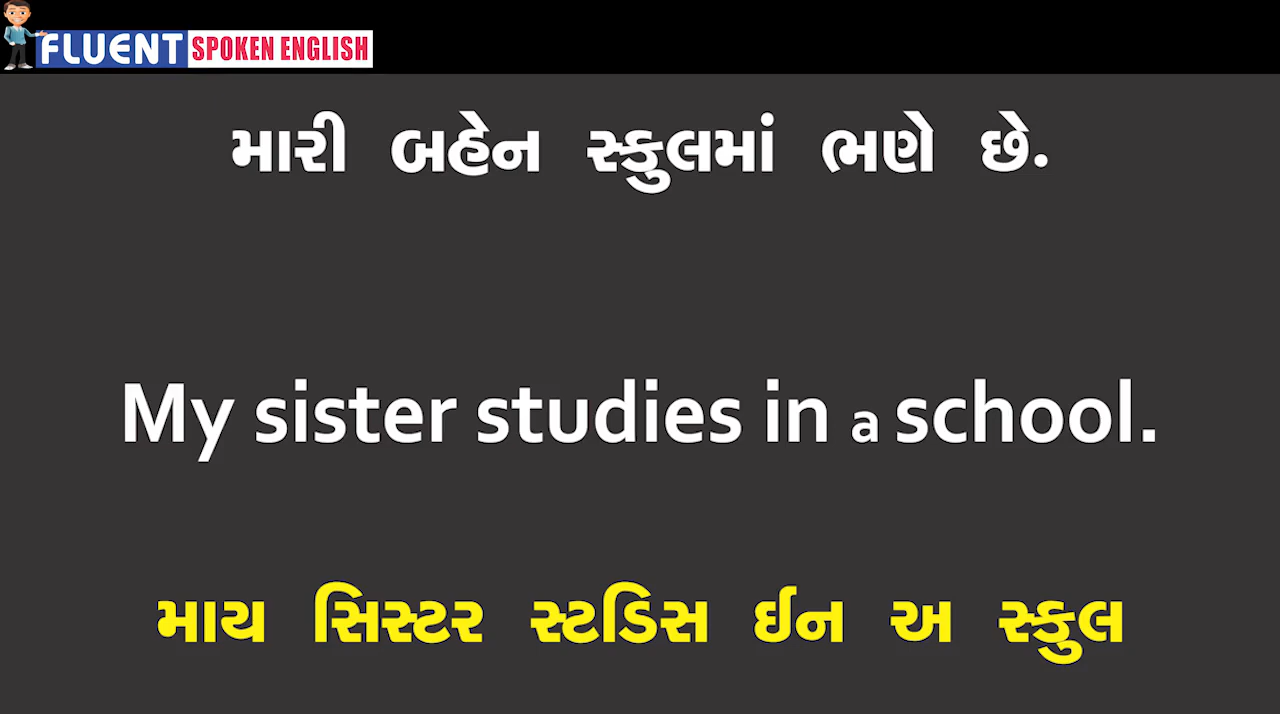 FLUENT SPOKEN ENGLISH
મારી બહેન સ્કુલમાં ભણે છે.
My sister studies in a school.
માય સિસ્ટર સ્ટડિસ ઈન અ સ્કુલ